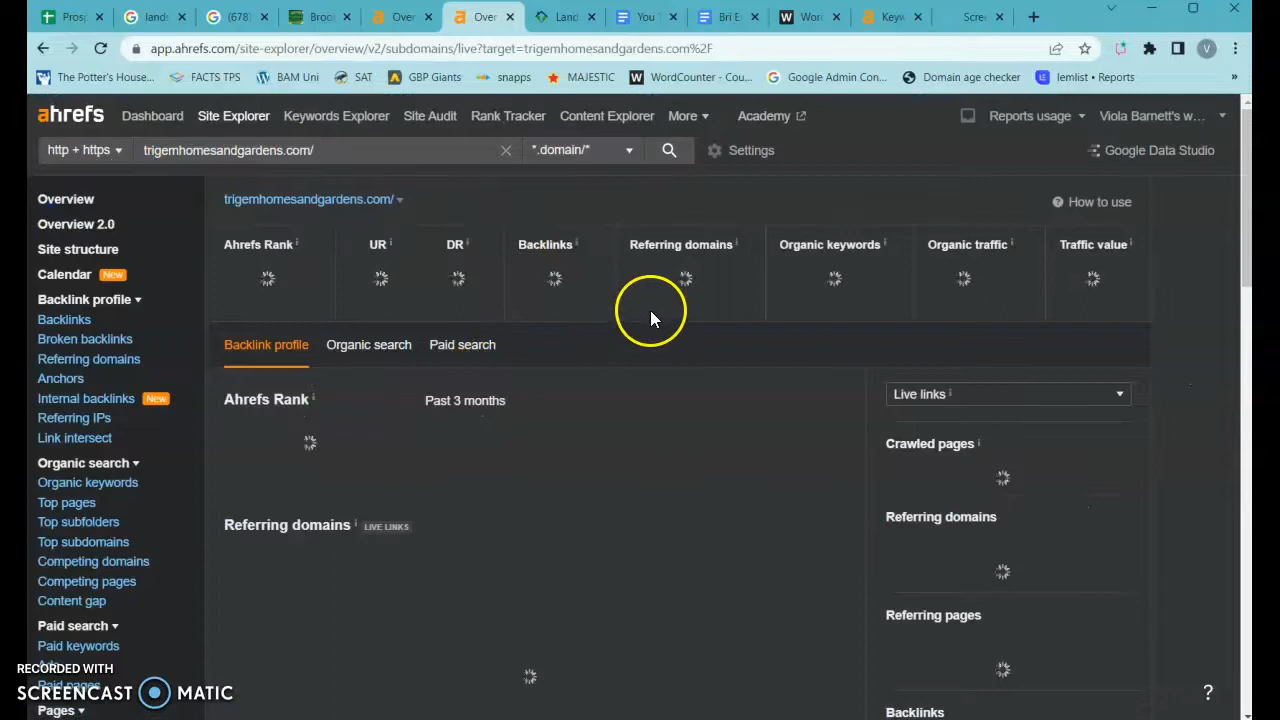 Prosp
lands
(678)
Broo
Over
Over
Land
You T
Bri E
Word
Keyw
Scre
app.ahrefs.com/site-explorer/overview/v2/subdomains/live?target=trigemhomesandgardens.com%2F
V
The Potter's House...
FACTS TPS
BAM Uni
SAT
GBP Giants
snapps
MAJESTIC
WordCounter - Cou...
Google Admin Con...
Domain age checker
lemlist • Reports
»
ahrefs
Dashboard
Site Explorer
Keywords Explorer
Site Audit
Rank Tracker
Content Explorer
More
Academy
Reports usage
Viola Barnett's w...
http + https
trigemhomesandgardens.com/
*.domain/*
Settings
Google Data Studio
Overview
Overview 2.0
Site structure
Calendar New
Backlink profile
Backlinks
Broken backlinks
Referring domains
Anchors
Internal backlinks New
Referring IPs
Link intersect
Organic search
Organic keywords
Top pages
Top subfolders
Top subdomains
Competing domains
Competing pages
Content gap
Paid search
Paid keywords
Ads
Paid pages
Pages
trigemhomesandgardens.com/
How to use
Ahrefs Rank
UR
DR
Backlinks
Referring domains
Organic keywords
Organic traffic
Traffic value
Backlink profile
Organic search
Paid search
Ahrefs Rank
Past 3 months
Referring domains LIVE LINKS
Live links
Crawled pages
Referring domains
Referring pages
Backlinks
RECORDED WITH
SCREENCAST MATIC
?